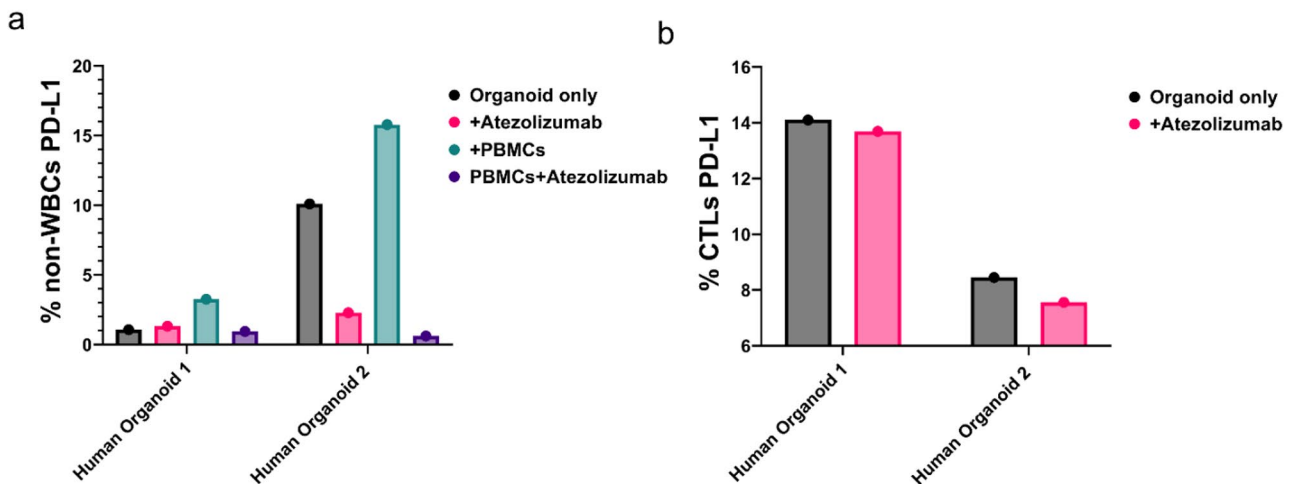 a
% non-WBCs PD-L1
20
15
10
5
0
Human Organoid 1
Human Organoid 2
Organoid only
+Atezolizumab
+PBMCs
PBMCs+Atezolizumab
b
% CTLs PD-L1
16
14
12
10
8
6
Human Organoid 1
Human Organoid 2
Organoid only
+Atezolizumab